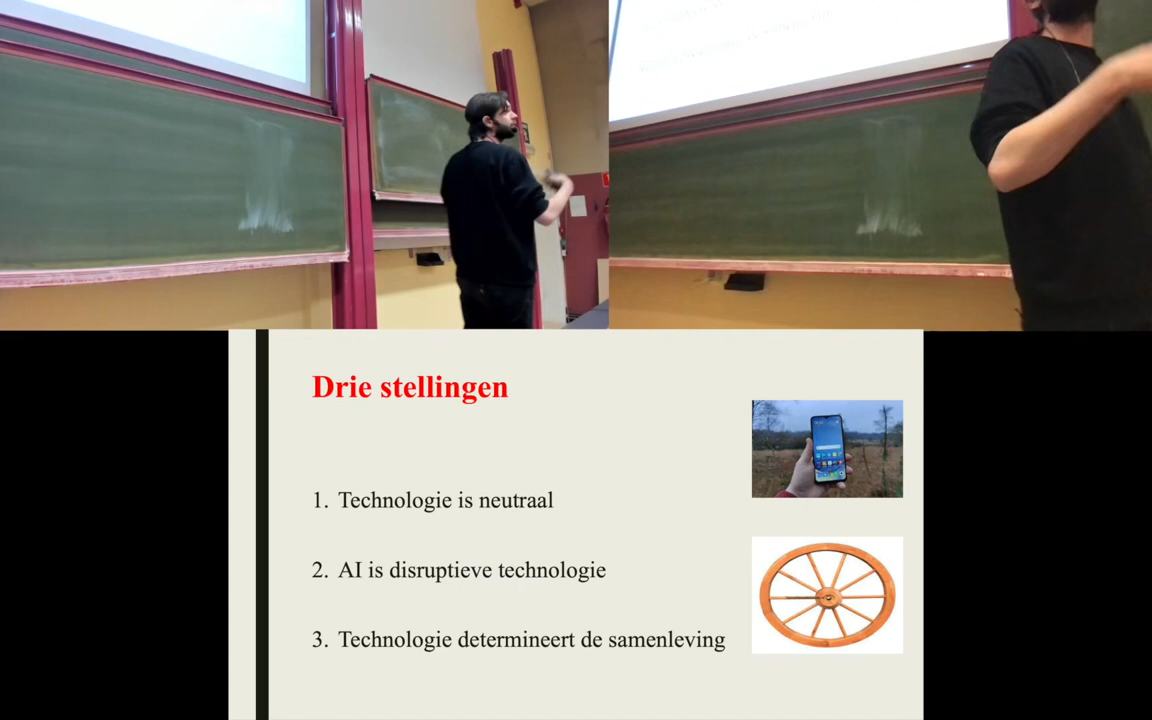 Drie stellingen
1. Technologie is neutraal
2. AI is disruptieve technologie
3. Technologie determineert de samenleving